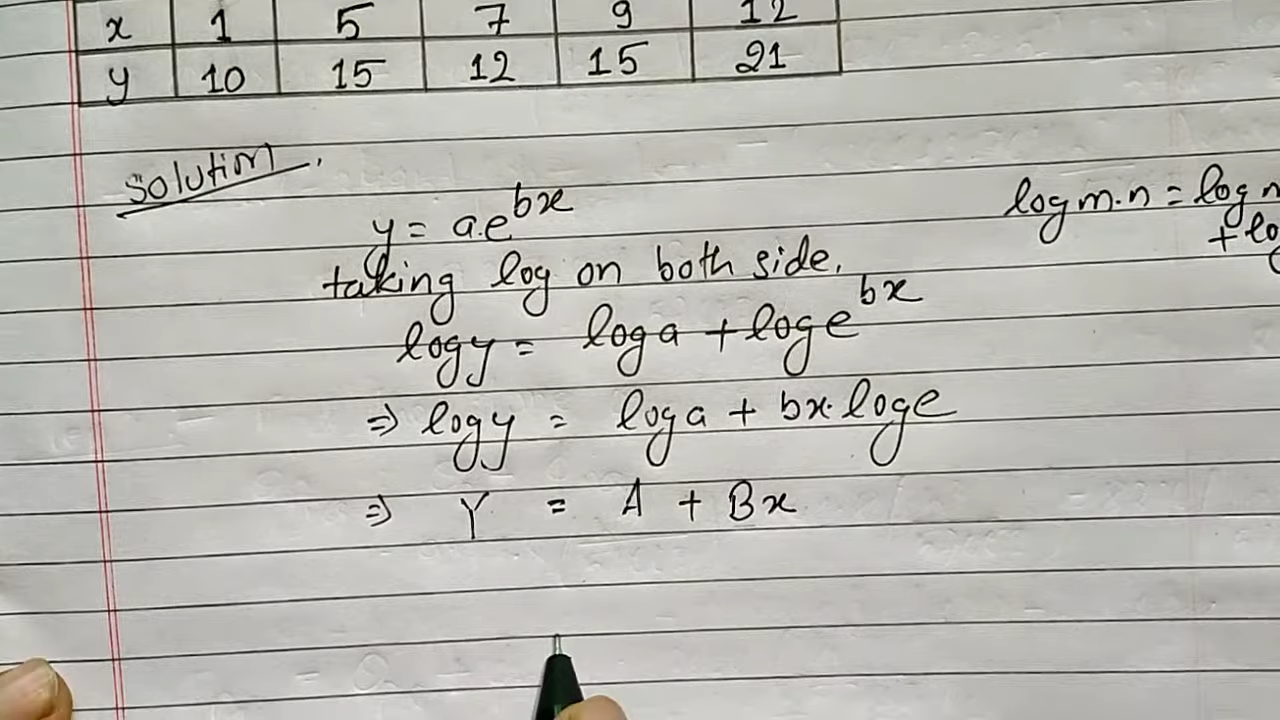 x 1 5 7 9 12
y 10 15 12 15 21
Solution.
y = a.e^bx
log m.n = log
+ lo
taking log on both side.
log y = log a + log e^bx
⇒ log y = log a + bx. log e
⇒ Y = A + Bx